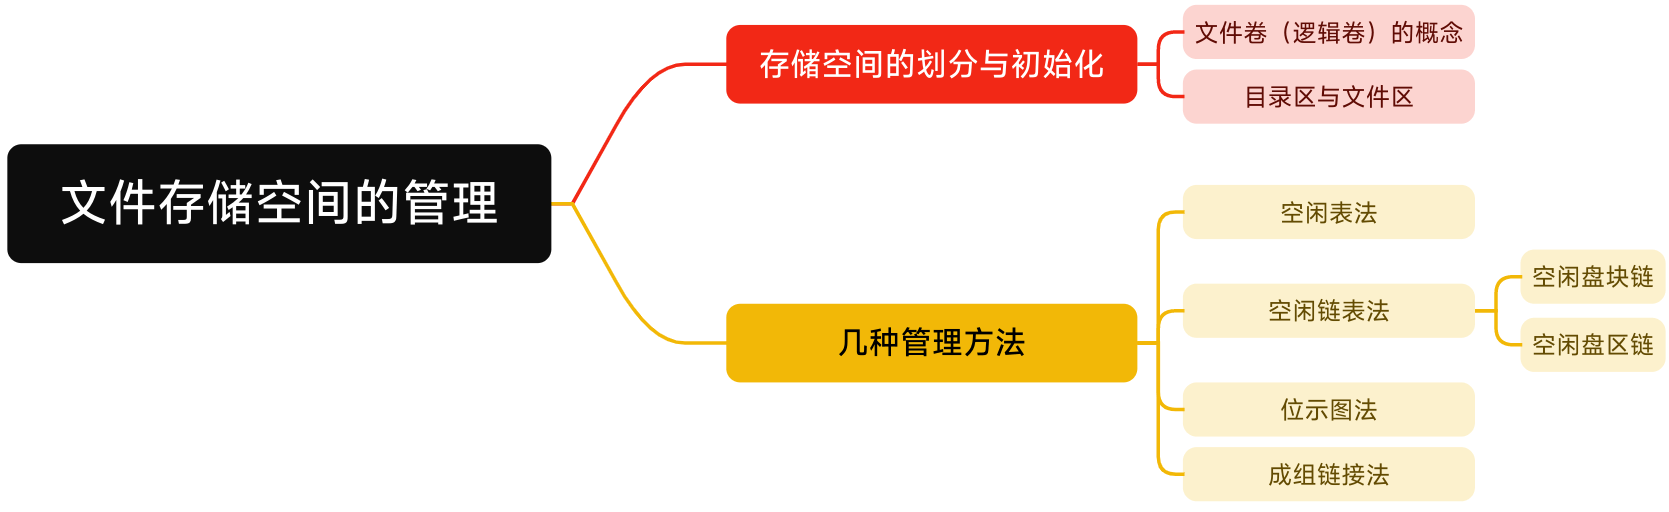 文件存储空间的管理
存储空间的划分与初始化
文件卷（逻辑卷）的概念
目录区与文件区
几种管理方法
空闲表法
空闲链表法
空闲盘块链
空闲盘区链
位示图法
成组链接法